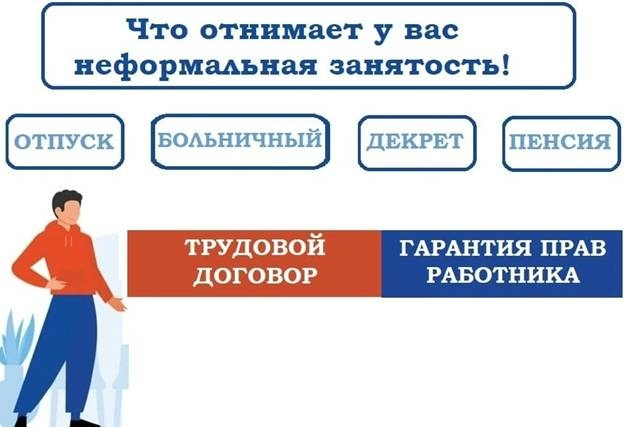 Что отнимает у вас
неформальная занятость!
ОТПУСК
БОЛЬНИЧНЫЙ
ДЕКРЕТ
ПЕНСИЯ
ТРУДОВОЙ
ДОГОВОР
ГАРАНТИЯ ПРАВ
РАБОТНИКА